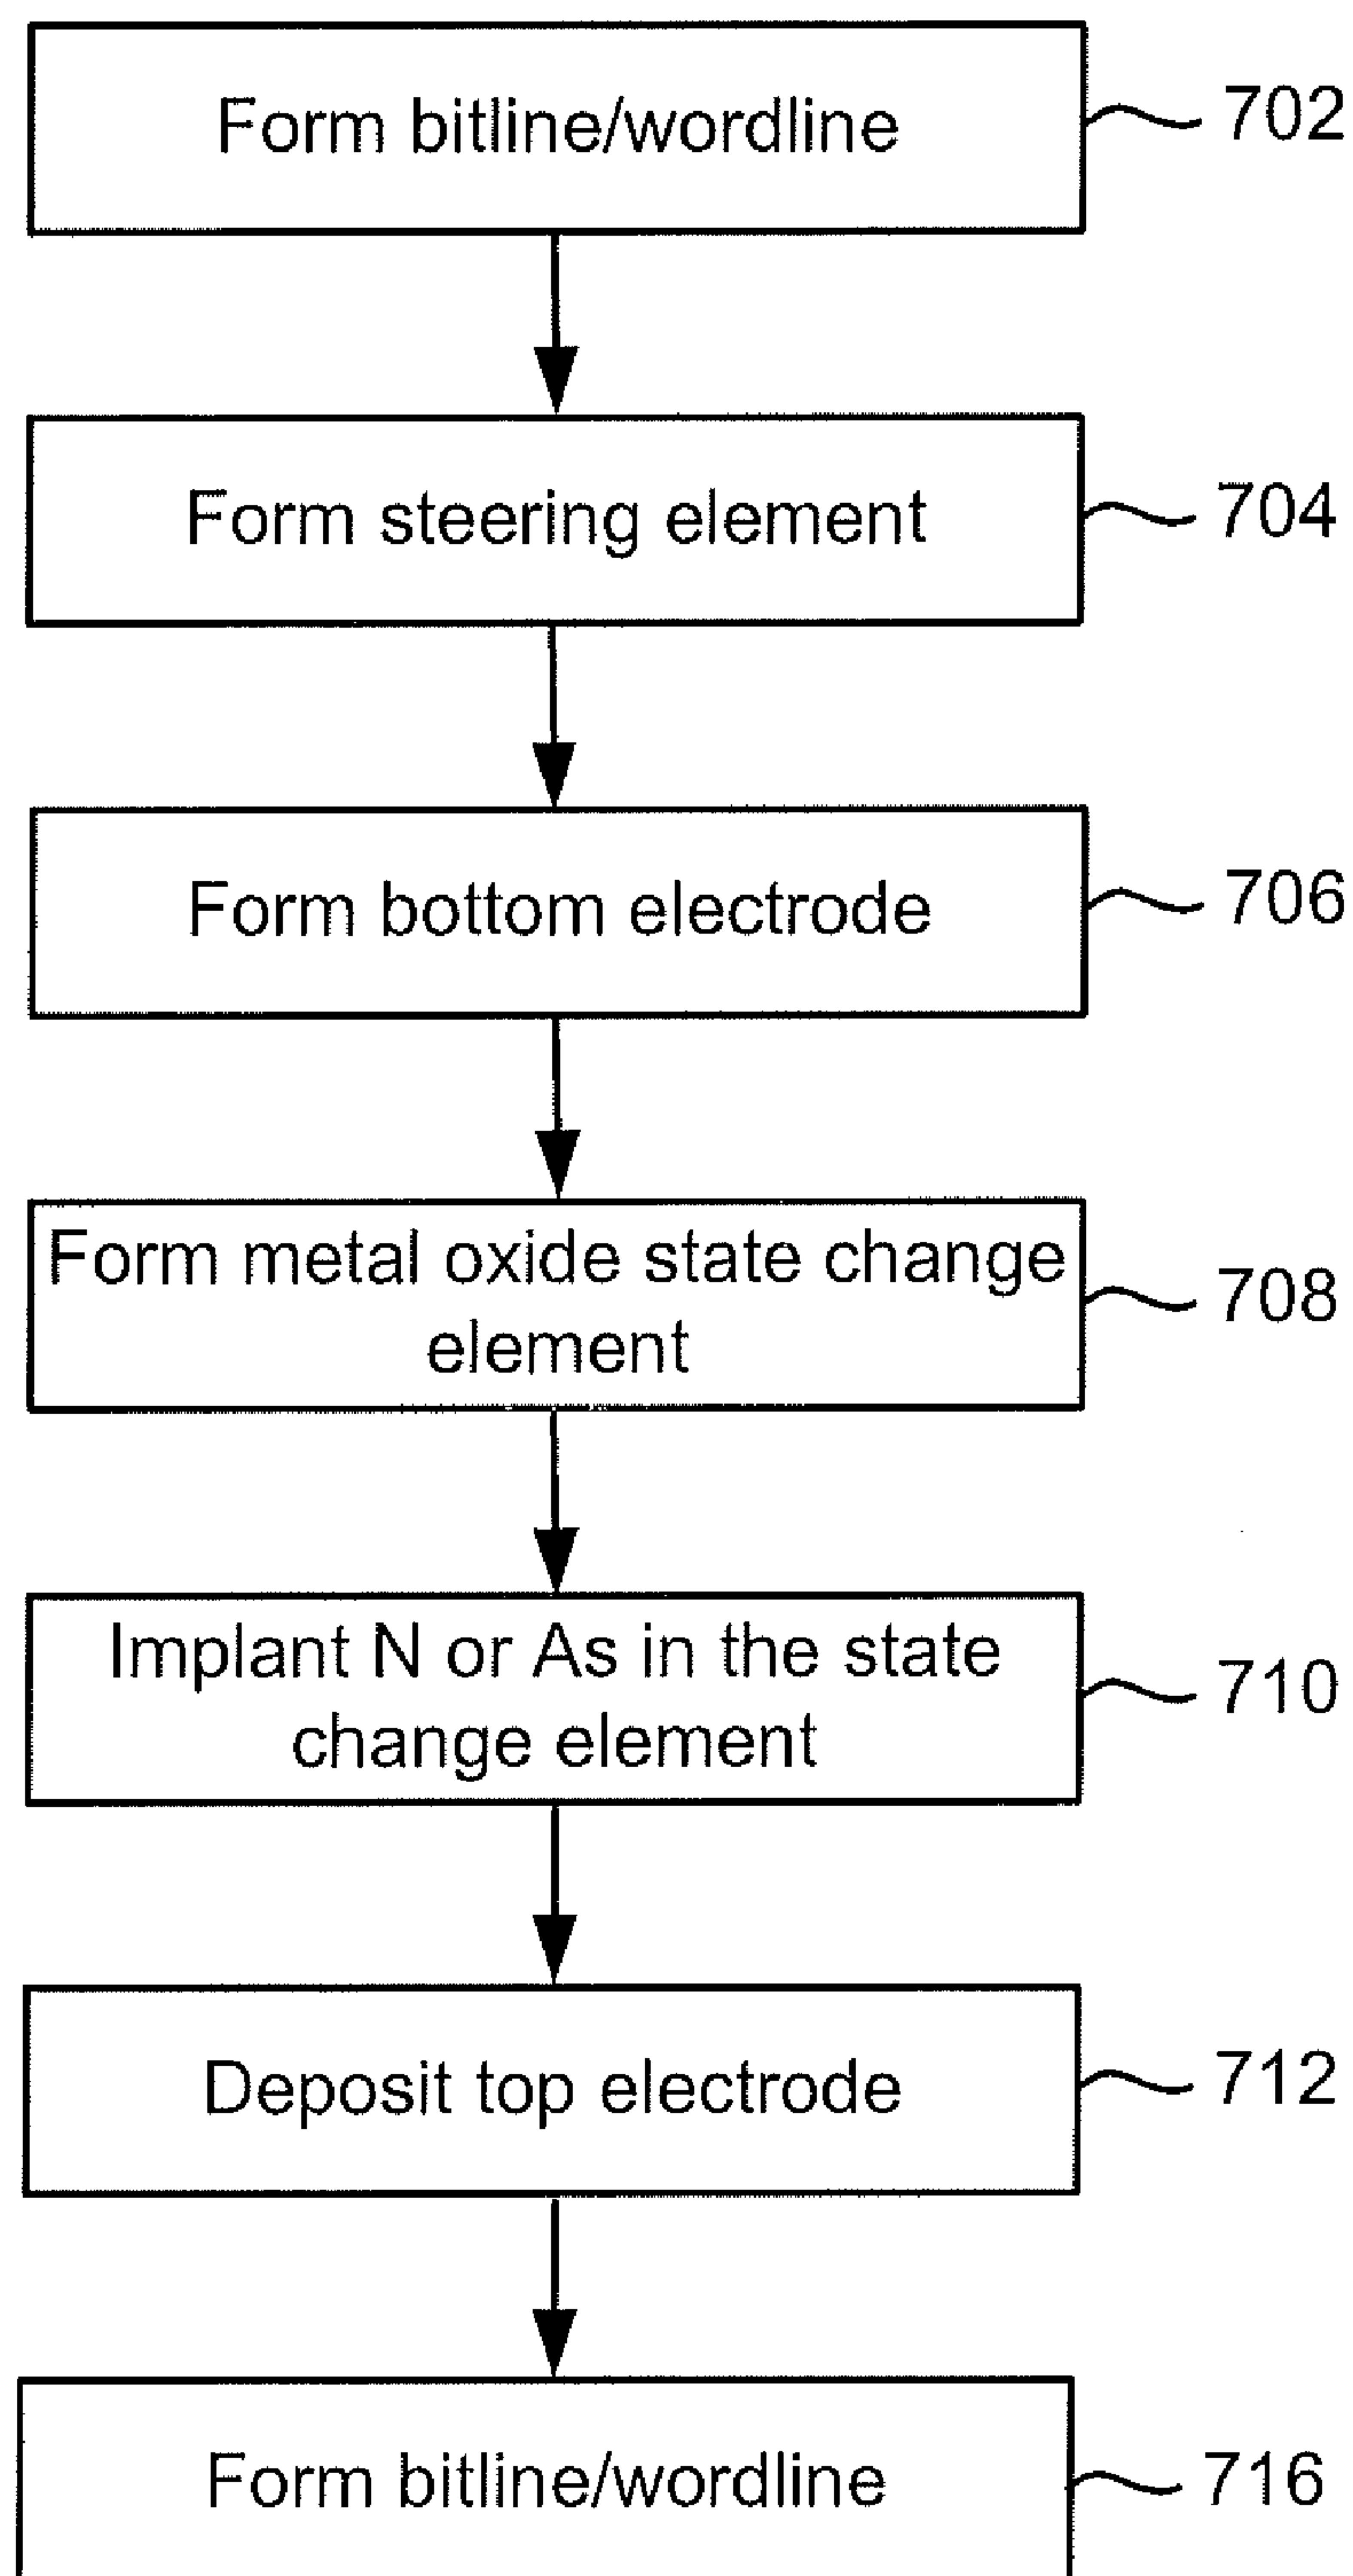 Form bitline/wordline
702
Form steering element
704
Form bottom electrode
706
Form metal oxide state change
element
708
Implant N or As in the state
change element
710
Deposit top electrode
712
Form bitline/wordline
716